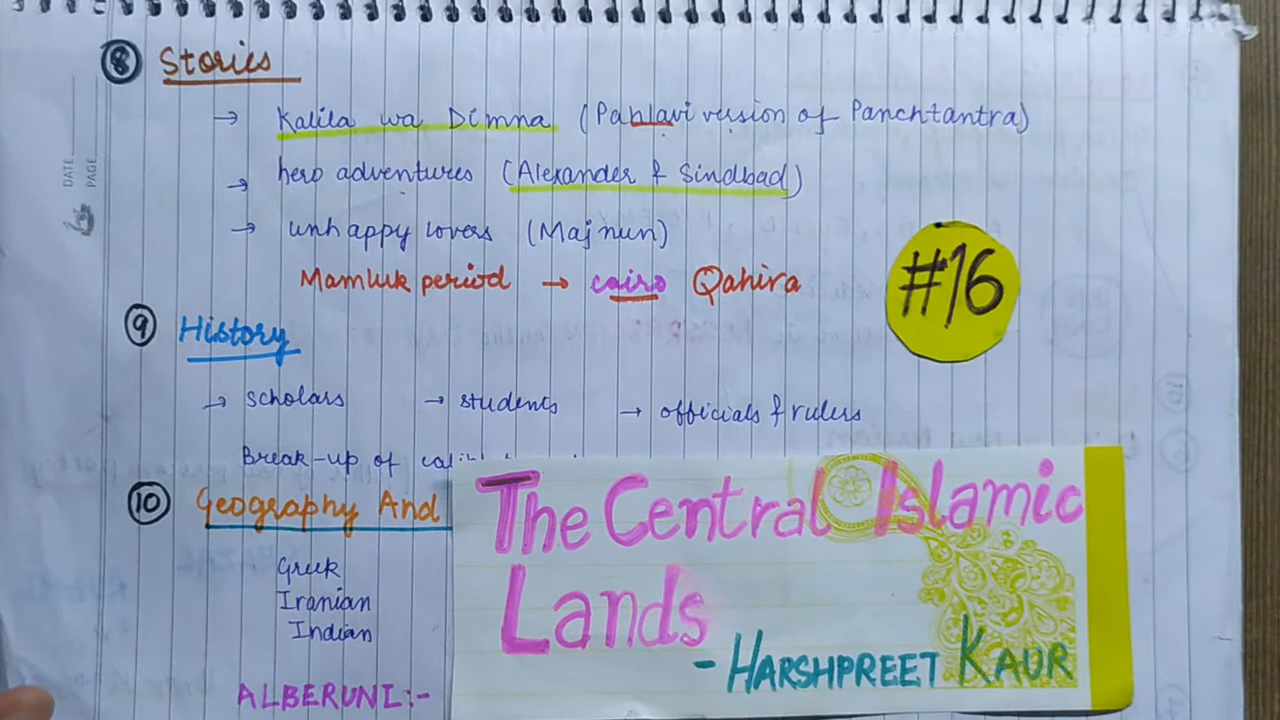 DATE
PAGE
8 Stories
→ Kalila wa Dimna (Pahlavi version of Panchtantra)
→ hero adventures (Alexander & Sindbad)
→ unhappy lovers (Majnun)
Mamluk period → cairo Qahira
#16
9 History
→ scholars → students → officials & rulers
Break-up of
10 Geography And
Greek
Iranian
Indian
ALBERUNI:-
The Central Islamic
Lands
- HARSHPREET KAUR